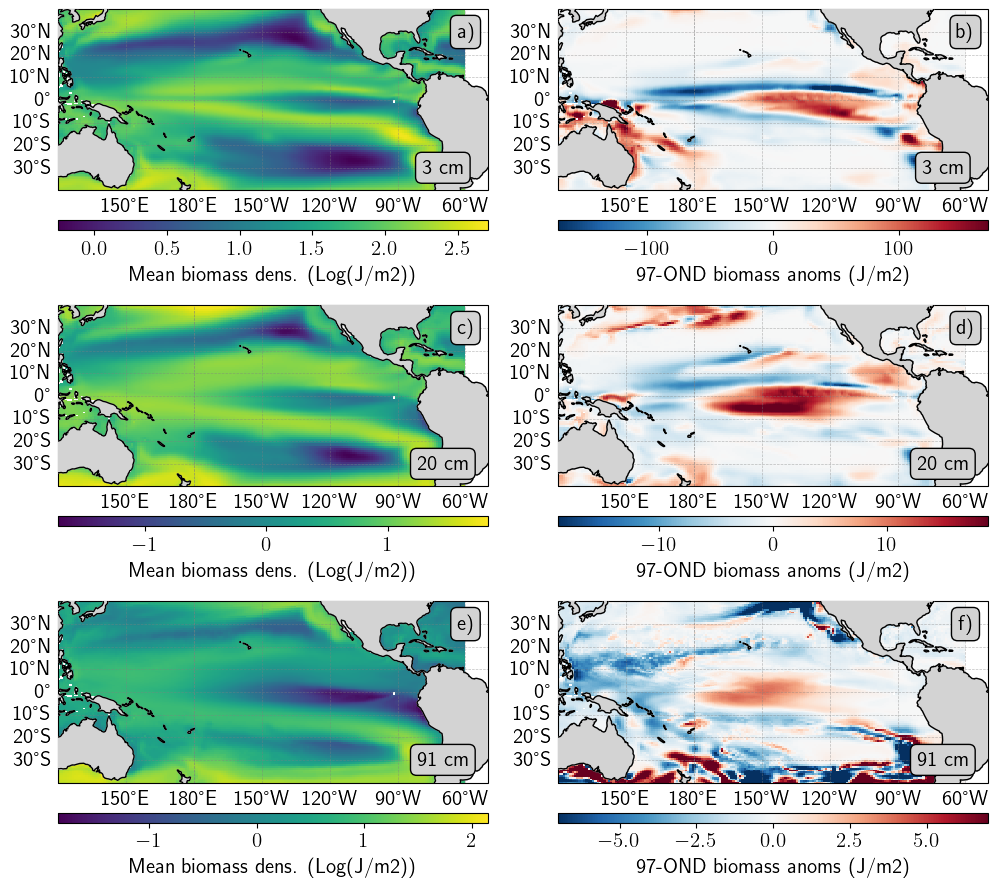 a)
30°N
20°N
10°N
0°
10°S
20°S
30°S
3 cm
150°E 180°E 150°W 120°W 90°W 60°W
0.0 0.5 1.0 1.5 2.0 2.5
Mean biomass dens. (Log(J/m2))
b)
30°N
20°N
10°N
0°
10°S
20°S
30°S
3 cm
150°E 180°E 150°W 120°W 90°W 60°W
−100 0 100
97-OND biomass anoms (J/m2)
c)
30°N
20°N
10°N
0°
10°S
20°S
30°S
20 cm
150°E 180°E 150°W 120°W 90°W 60°W
−1 0 1
Mean biomass dens. (Log(J/m2))
d)
30°N
20°N
10°N
0°
10°S
20°S
30°S
20 cm
150°E 180°E 150°W 120°W 90°W 60°W
−10 0 10
97-OND biomass anoms (J/m2)
e)
30°N
20°N
10°N
0°
10°S
20°S
30°S
91 cm
150°E 180°E 150°W 120°W 90°W 60°W
−1 0 1 2
Mean biomass dens. (Log(J/m2))
f)
30°N
20°N
10°N
0°
10°S
20°S
30°S
91 cm
150°E 180°E 150°W 120°W 90°W 60°W
−5.0 −2.5 0.0 2.5 5.0
97-OND biomass anoms (J/m2)